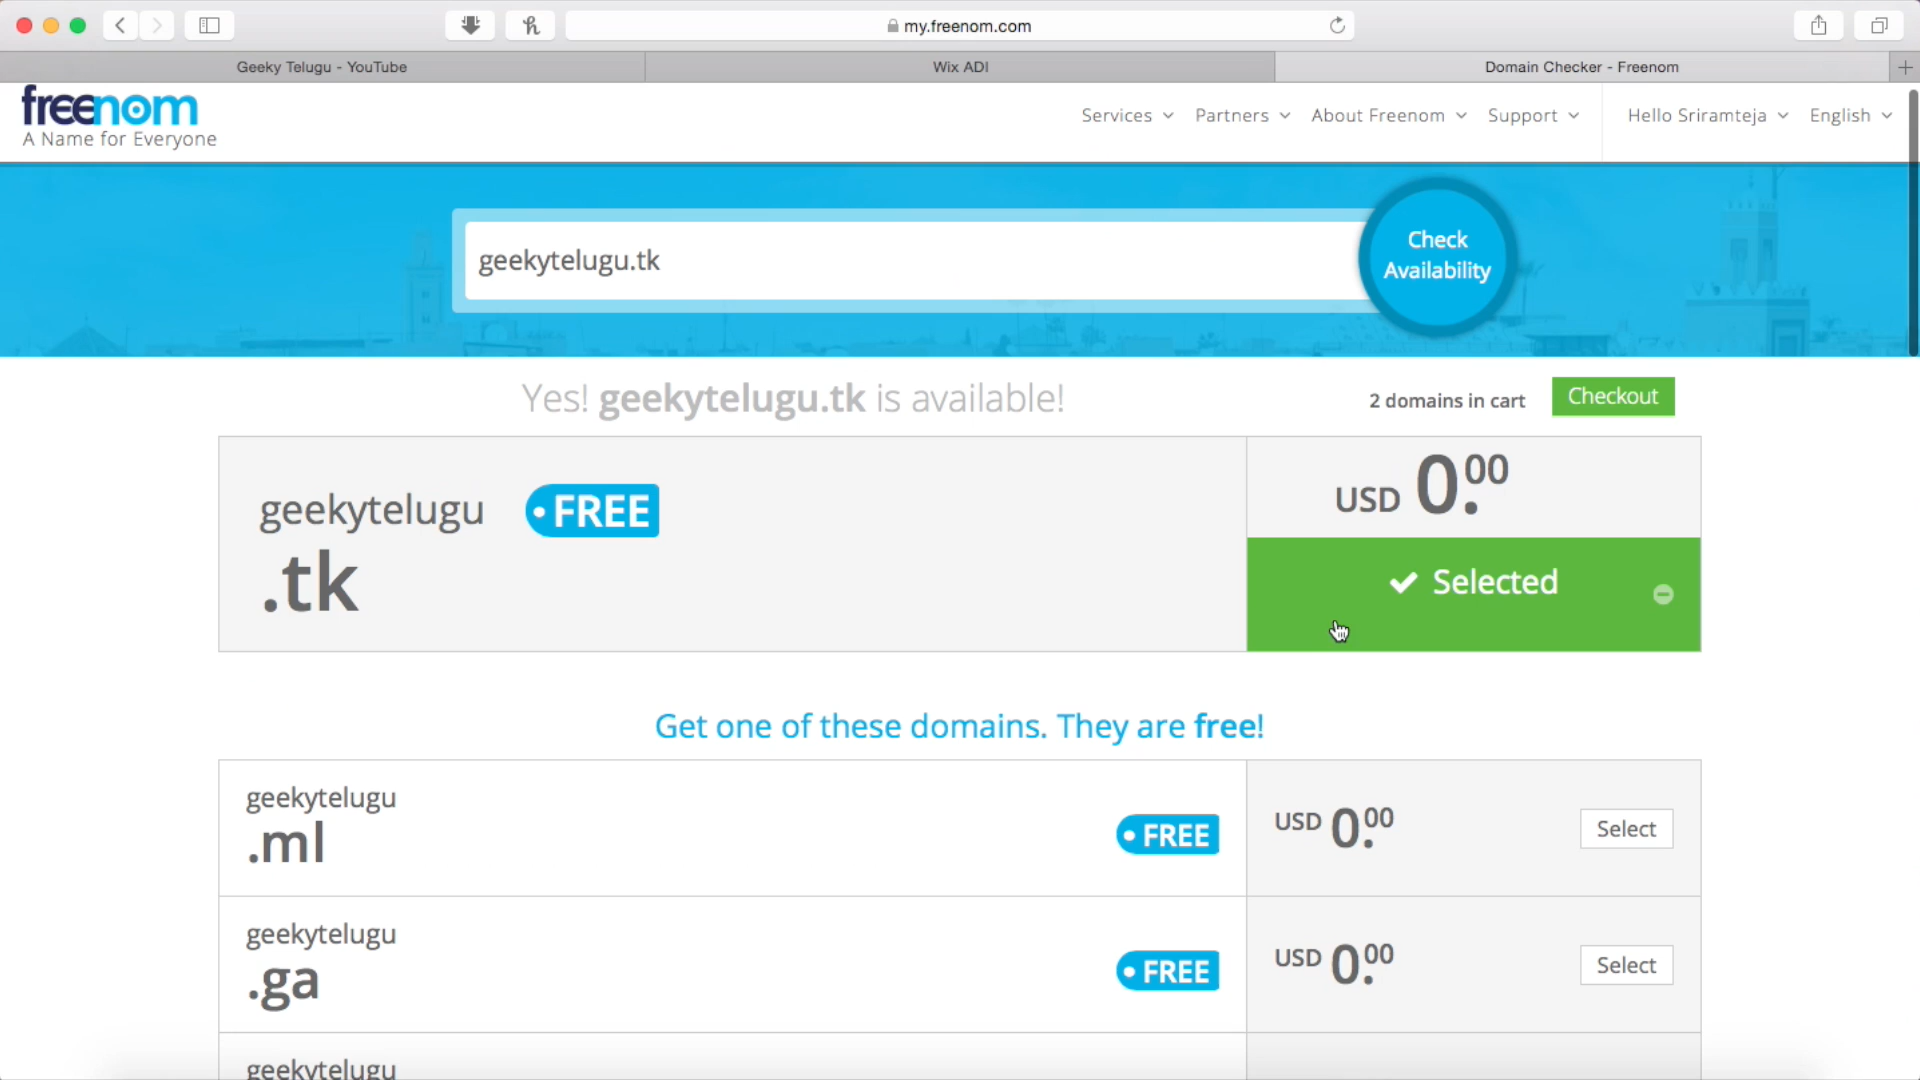 my.freenom.com
Geeky Telugu - YouTube
Wix ADI
Domain Checker - Freenom
freenom
A Name for Everyone
Services
Partners
About Freenom
Support
Hello Sriramteja
English
geekytelugu.tk
Check
Availability
Yes! geekytelugu.tk is available!
2 domains in cart
Checkout
geekytelugu
.tk
FREE
USD 0.00
Selected
Get one of these domains. They are free!
geekytelugu
.ml
FREE
USD 0.00
Select
geekytelugu
.ga
FREE
USD 0.00
Select
geekytelugu